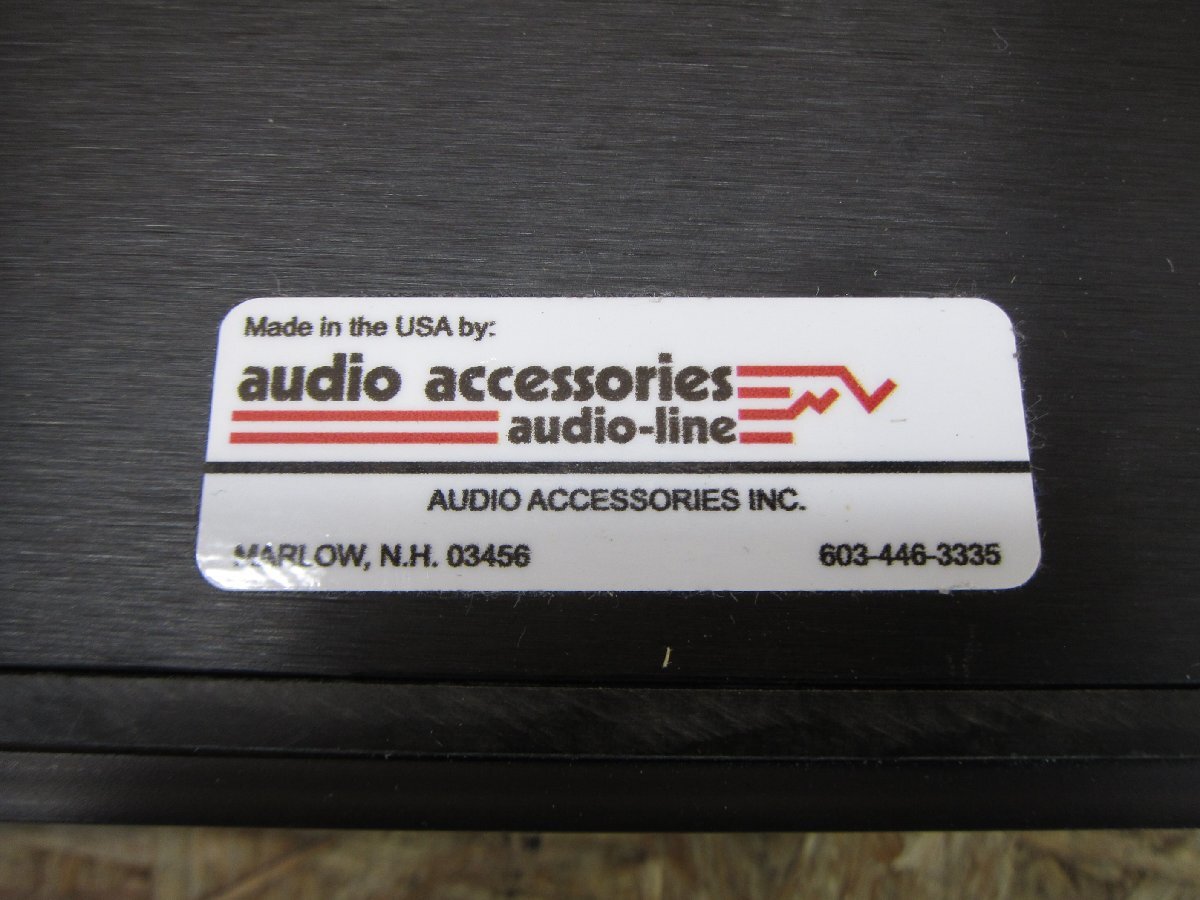 Made in the USA by:
audio accessories
audio-line
AUDIO ACCESSORIES INC.
MARLOW, N.H. 03456
603-446-3335